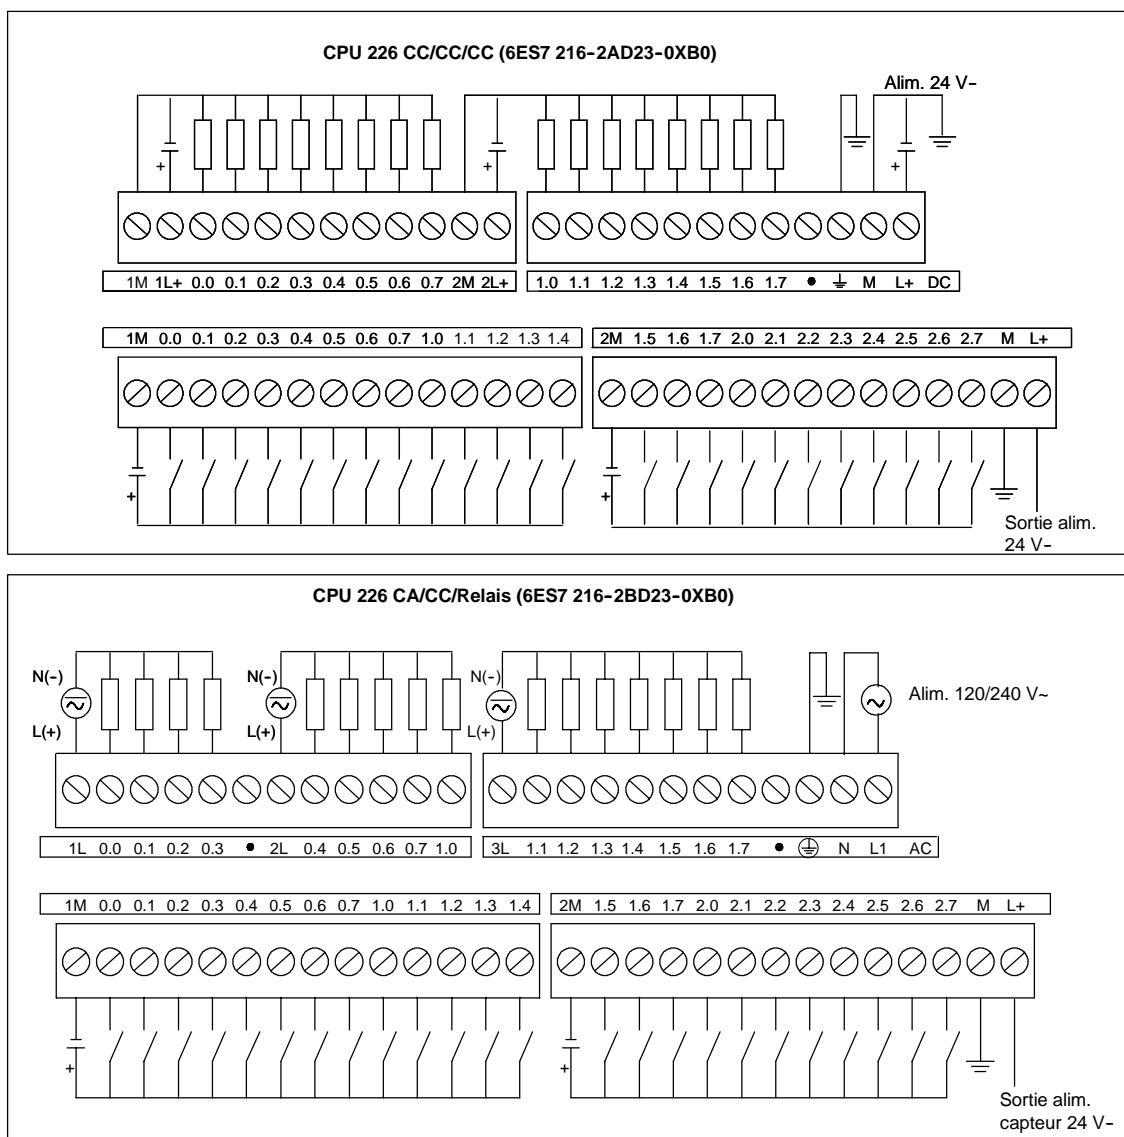 CPU 226 CC/CC/CC (6ES7 216-2AD23-0XB0)
Alim. 24 V-
+ + +
1M 1L+ 0.0 0.1 0.2 0.3 0.4 0.5 0.6 0.7 2M 2L+ 1.0 1.1 1.2 1.3 1.4 1.5 1.6 1.7 ● ⏚ M L+ DC
1M 0.0 0.1 0.2 0.3 0.4 0.5 0.6 0.7 1.0 1.1 1.2 1.3 1.4 2M 1.5 1.6 1.7 2.0 2.1 2.2 2.3 2.4 2.5 2.6 2.7 M L+
+ +
Sortie alim.
24 V-
CPU 226 CA/CC/Relais (6ES7 216-2BD23-0XB0)
N(-) N(-) N(-)
Alim. 120/240 V~
L(+) L(+) L(+)
1L 0.0 0.1 0.2 0.3 ● 2L 0.4 0.5 0.6 0.7 1.0 3L 1.1 1.2 1.3 1.4 1.5 1.6 1.7 ● ⏚ N L1 AC
1M 0.0 0.1 0.2 0.3 0.4 0.5 0.6 0.7 1.0 1.1 1.2 1.3 1.4 2M 1.5 1.6 1.7 2.0 2.1 2.2 2.3 2.4 2.5 2.6 2.7 M L+
+ +
Sortie alim.
capteur 24 V-